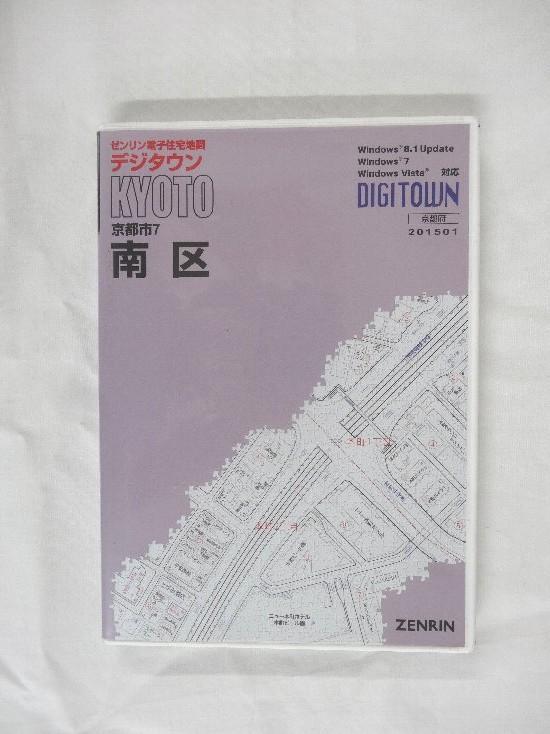 ゼンリン電子住宅地図
デジタウン
KYOTO
京都市7
南 区
Windows® 8.1 Update
Windows® 7
Windows Vista® 対応
DIGITOWN
京都府
201501
ZENRIN